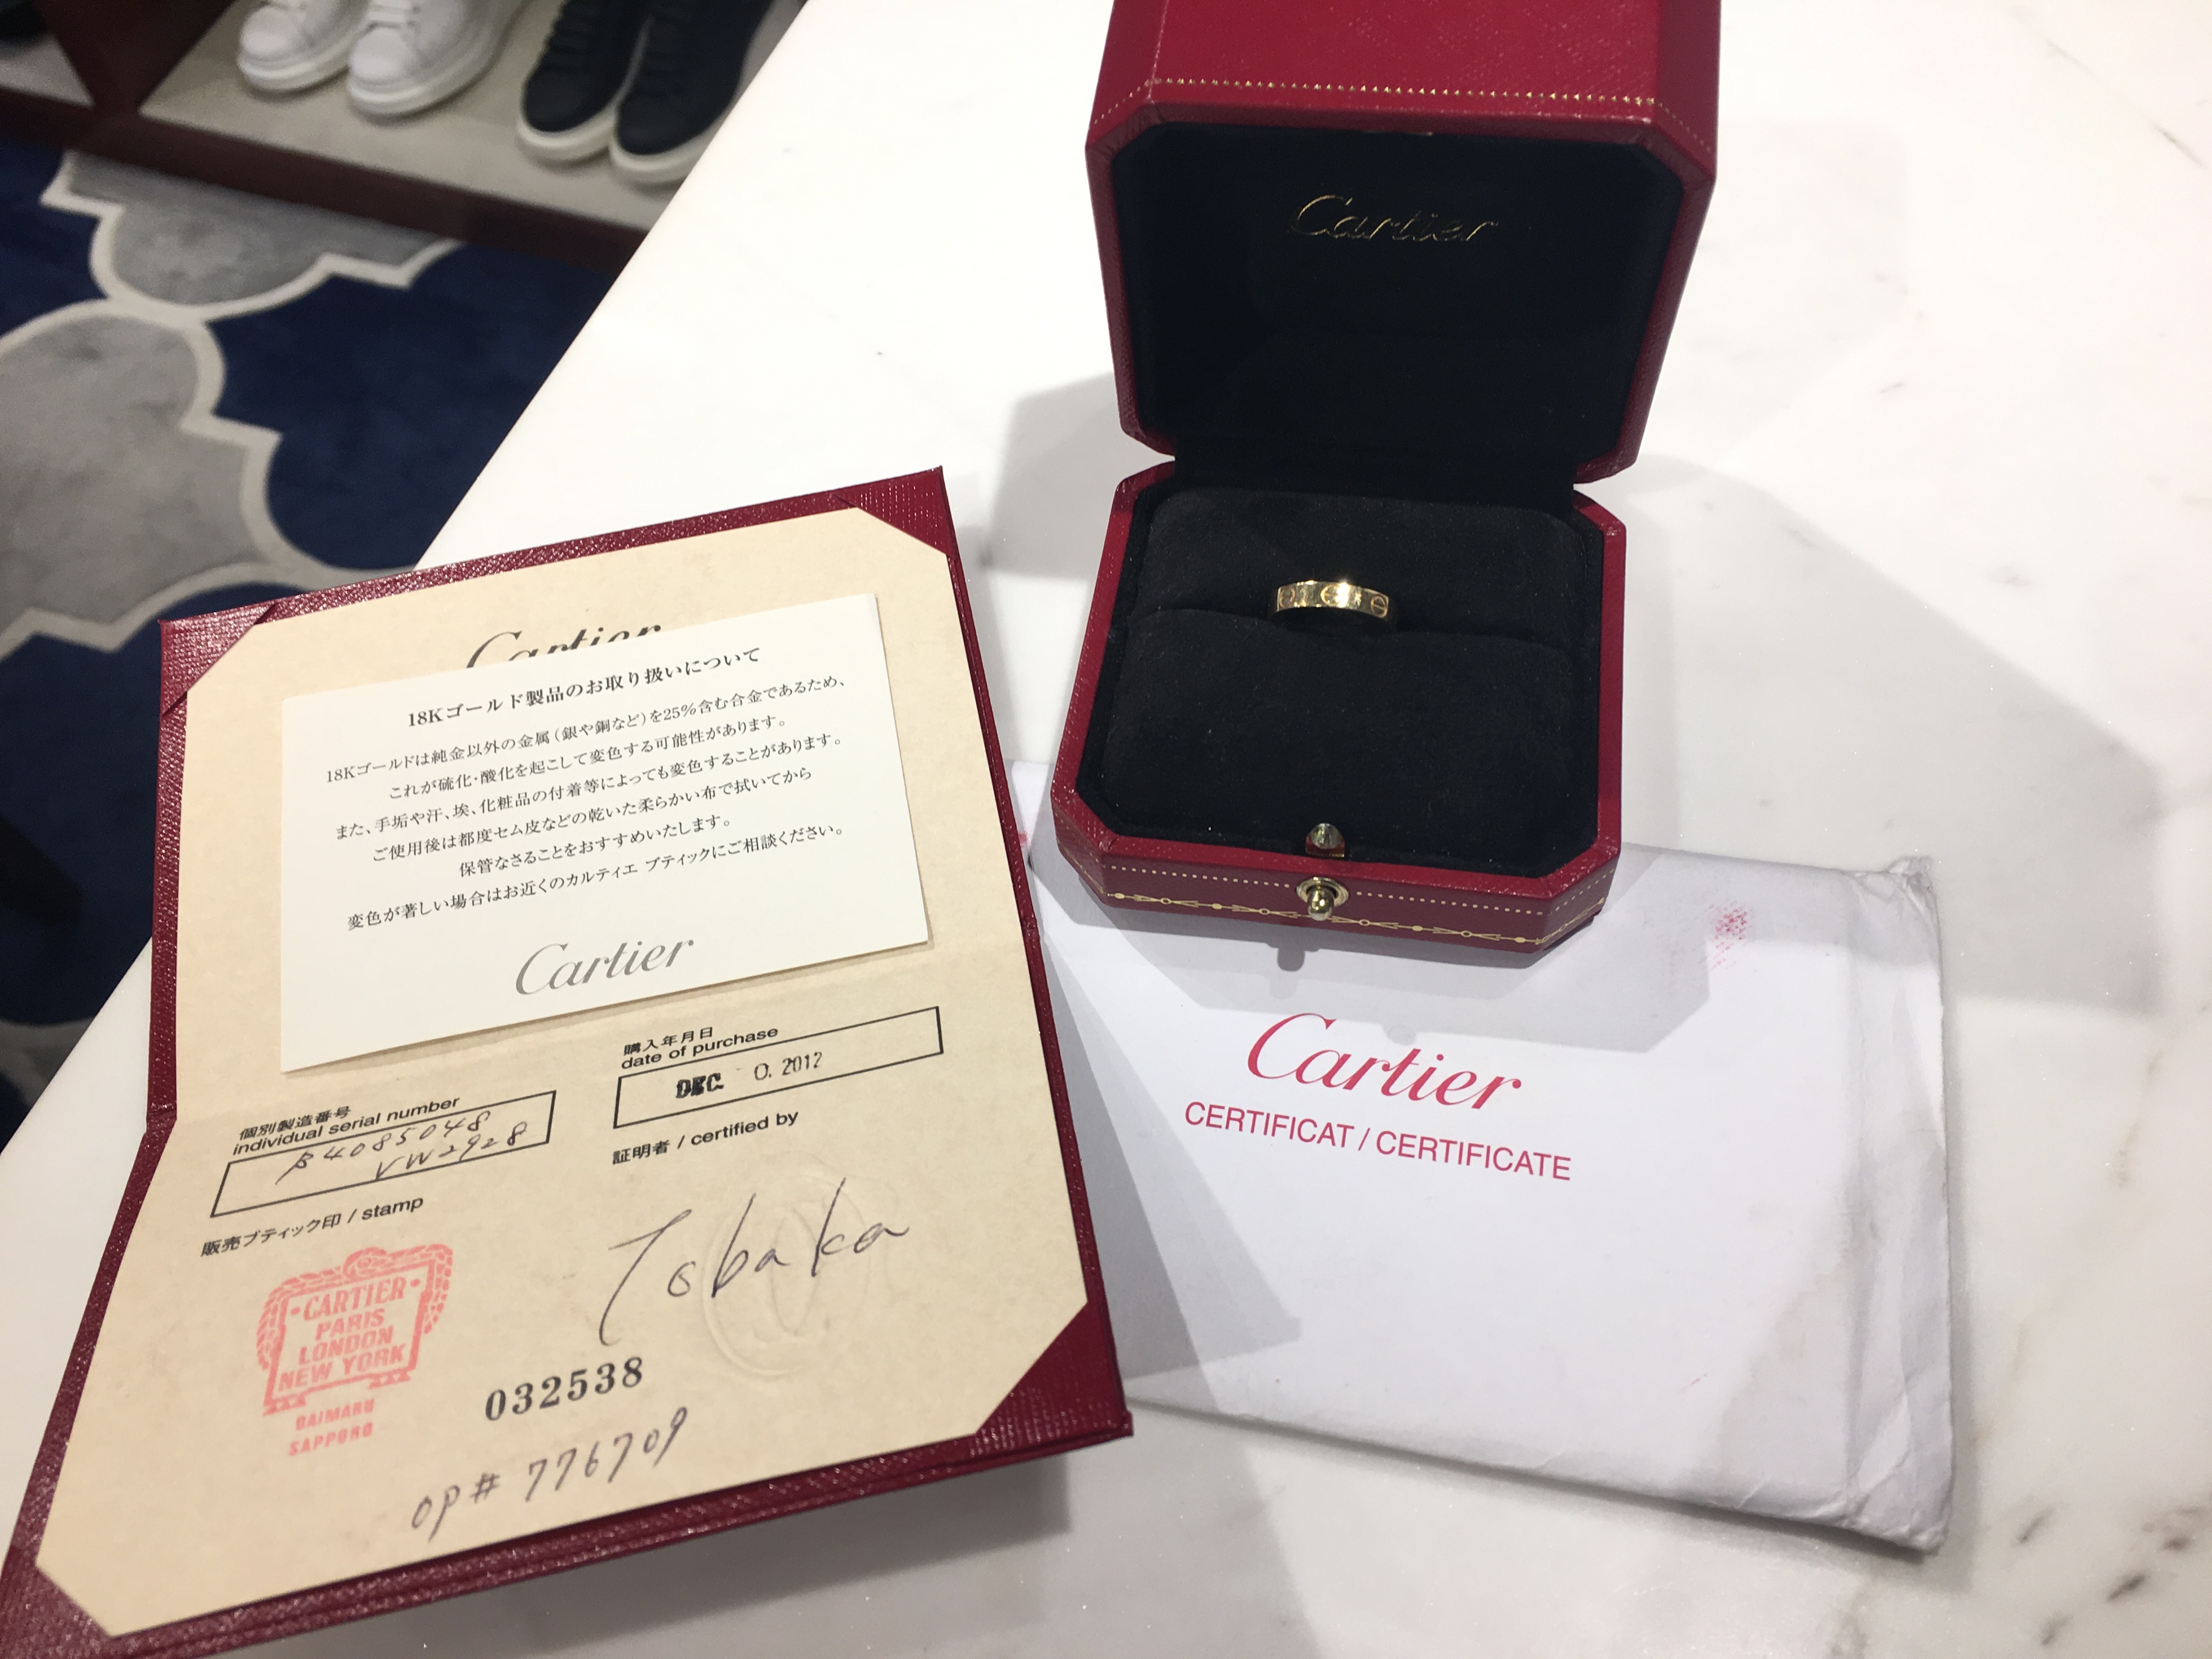 Cartier
Cartier
18Kゴールド製品のお取り扱いについて
18Kゴールドは純金以外の金属（銀や銅など）を25％含む合金であるため、
これが硫化・酸化を起こして変色する可能性があります。
また、手垢や汗、埃、化粧品の付着等によっても変色することがあります。
ご使用後は都度セム皮などの乾いた柔らかい布で拭いてから
保管なさることをおすすめいたします。
変色が著しい場合はお近くのカルティエ ブティックにご相談ください。
Cartier
購入年月日
date of purchase
DEC. 0. 2012
個別製造番号
individual serial number
84085048
VW2928
証明者 / certified by
Tobaka
販売ブティック印 / stamp
CARTIER
PARIS
LONDON
NEW YORK
DAIMARU
SAPPORO
032538
OP# 776709
Cartier
CERTIFICAT / CERTIFICATE